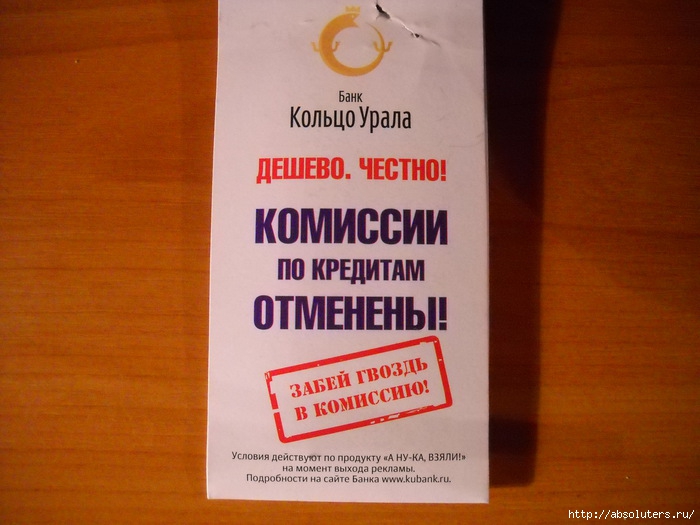 Банк
Кольцо Урала
ДЕШЕВО. ЧЕСТНО!
КОМИССИИ
ПО КРЕДИТАМ
ОТМЕНЕНЫ!
ЗАБЕЙ ГВОЗДЬ
В КОМИССИЮ!
Условия действуют по продукту «А НУ-КА, ВЗЯЛИ!»
на момент выхода рекламы.
Подробности на сайте Банка www.kubank.ru.
http://absoluters.ru/